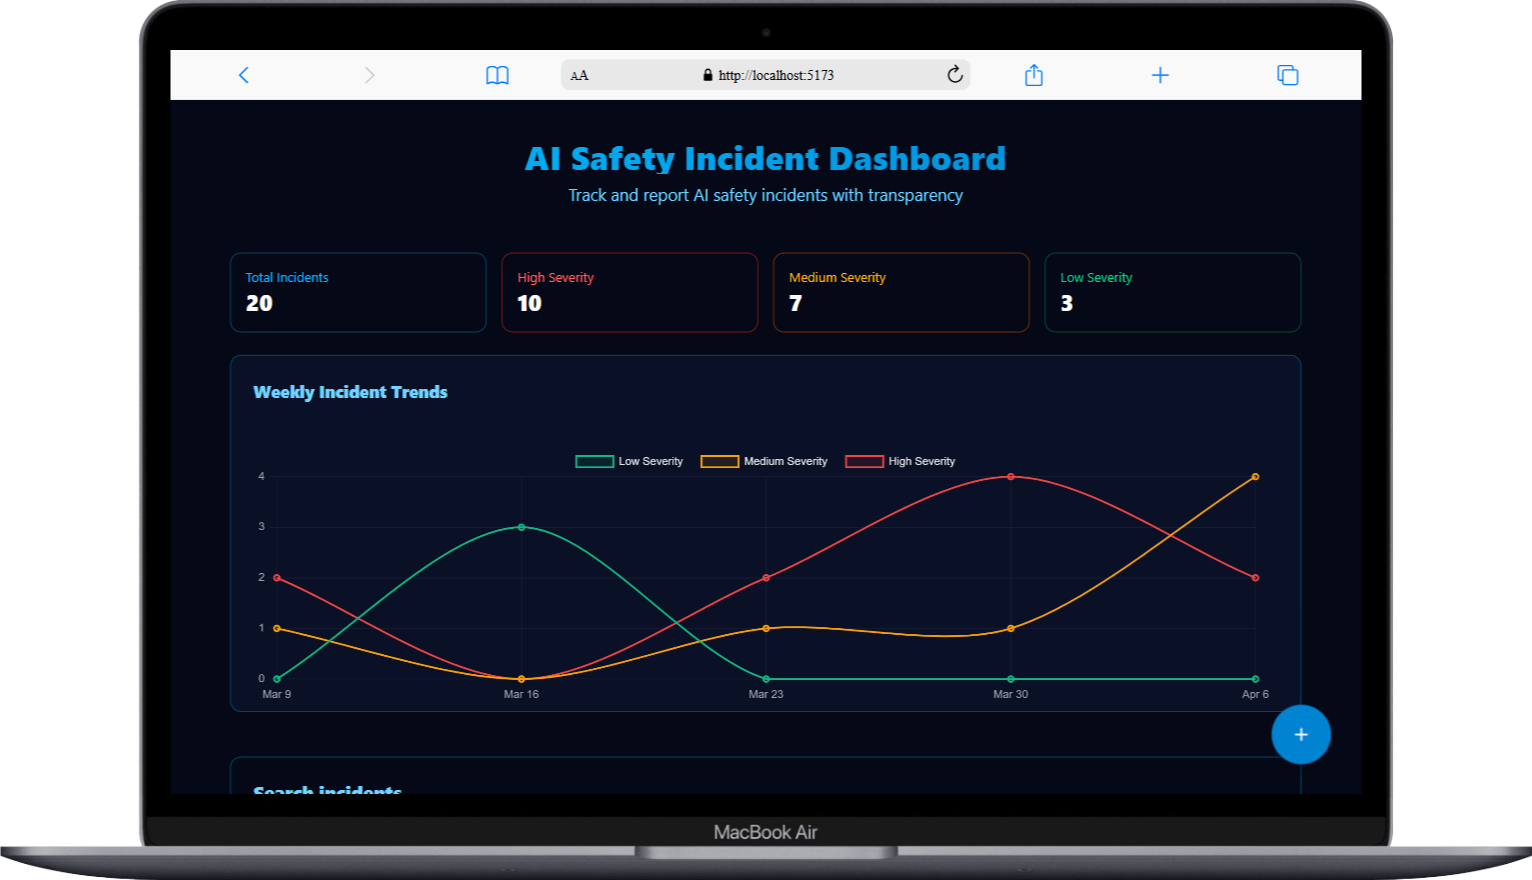 AA http://localhost:5173
AI Safety Incident Dashboard
Track and report AI safety incidents with transparency
Total Incidents
20
High Severity
10
Medium Severity
7
Low Severity
3
Weekly Incident Trends
Low Severity Medium Severity High Severity
4
3
2
1
0
Mar 9 Mar 16 Mar 23 Mar 30 Apr 6
+
Search incidents
MacBook Air